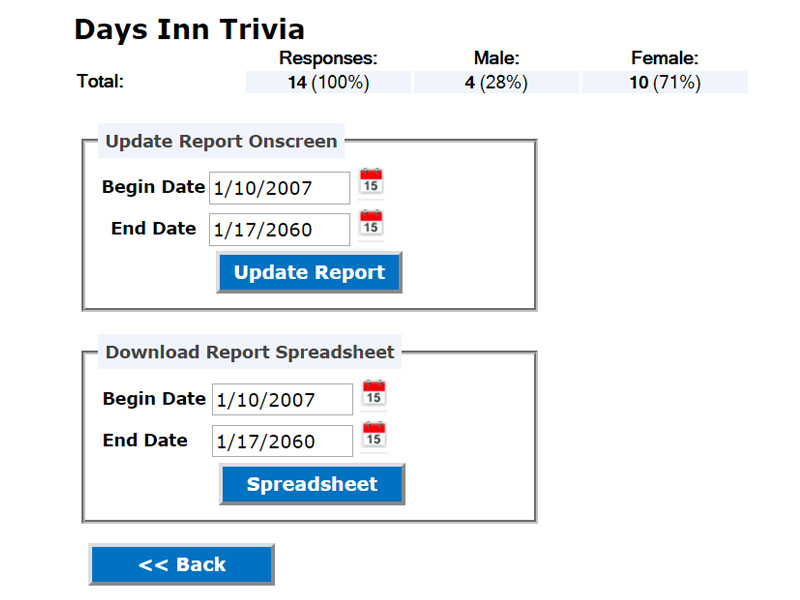 Days Inn Trivia
Responses: Male: Female:
Total: 14 (100%) 4 (28%) 10 (71%)
Update Report Onscreen
Begin Date 1/10/2007 15
End Date 1/17/2060 15
Update Report
Download Report Spreadsheet
Begin Date 1/10/2007 15
End Date 1/17/2060 15
Spreadsheet
<< Back